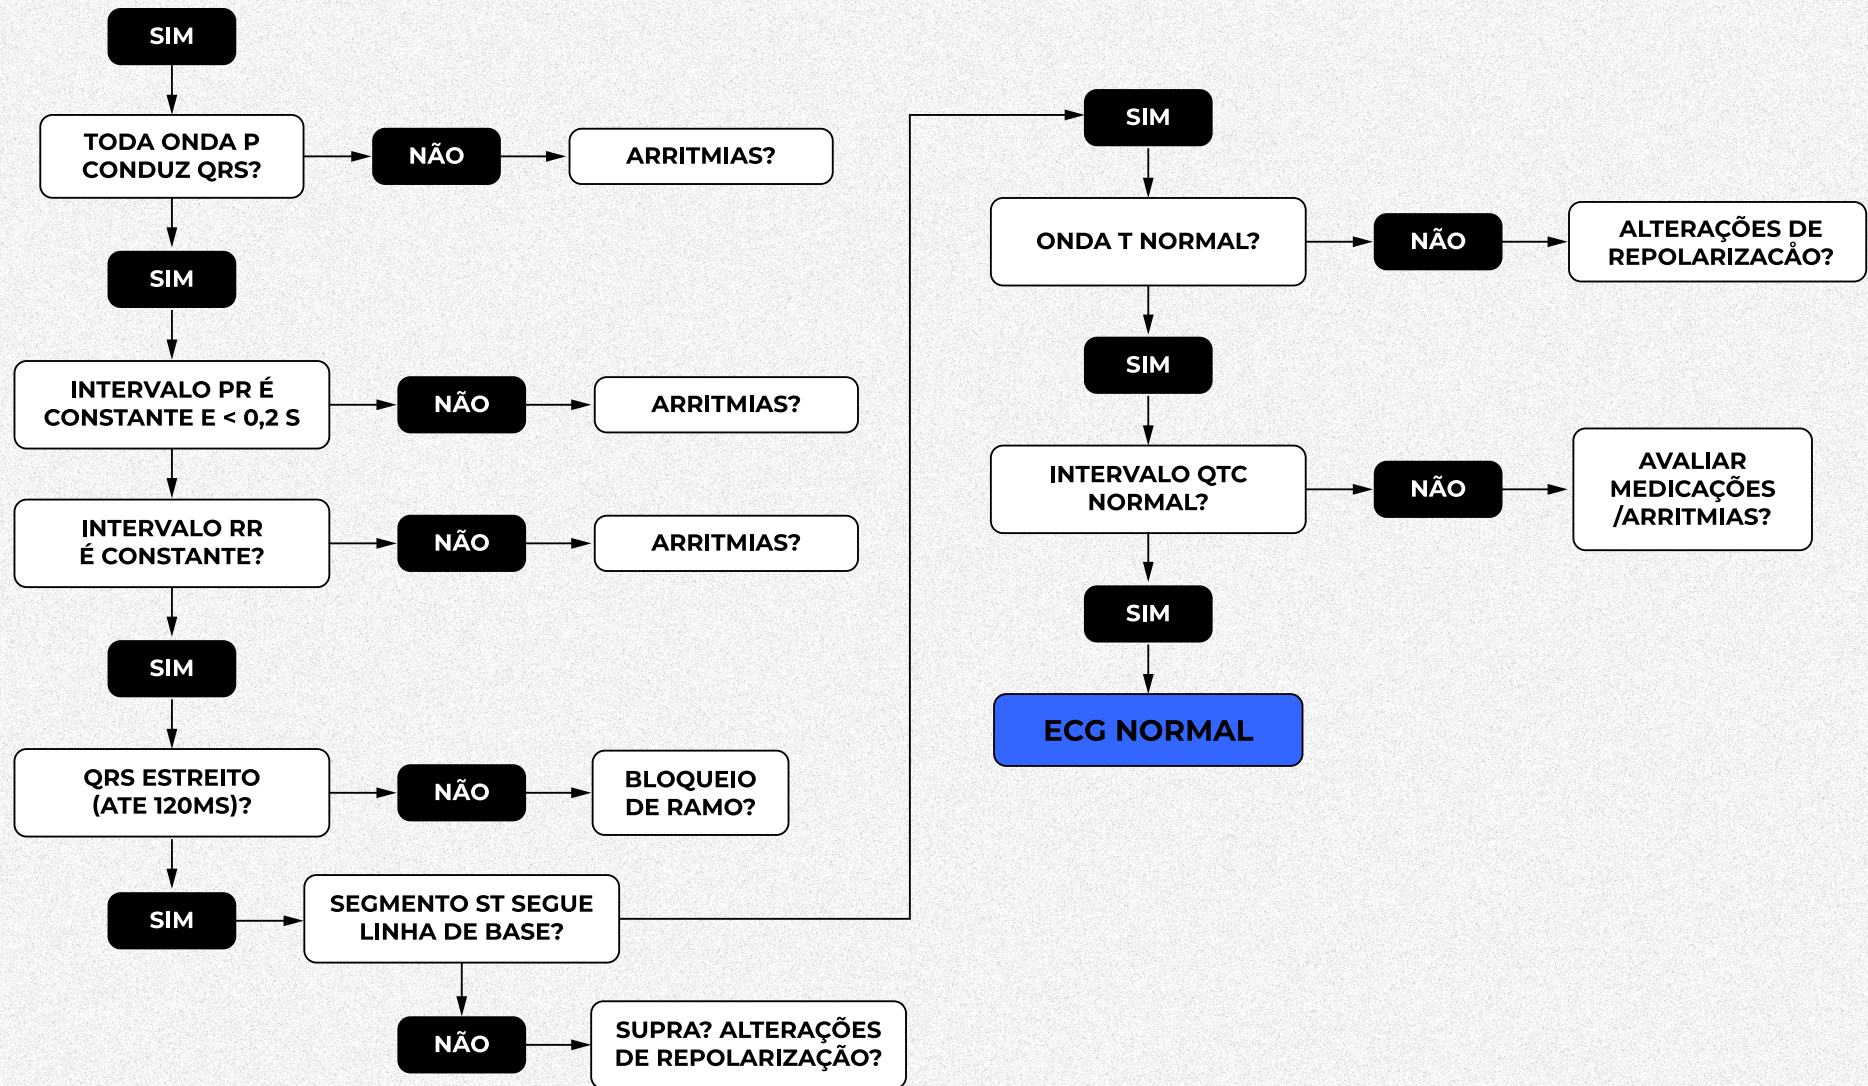 SIM
TODA ONDA P
CONDUZ QRS?
NÃO
ARRITMIAS?
SIM
INTERVALO PR É
CONSTANTE E < 0,2 S
NÃO
ARRITMIAS?
INTERVALO RR
É CONSTANTE?
NÃO
ARRITMIAS?
SIM
QRS ESTREITO
(ATE 120MS)?
NÃO
BLOQUEIO
DE RAMO?
SIM
SEGMENTO ST SEGUE
LINHA DE BASE?
NÃO
SUPRA? ALTERAÇÕES
DE REPOLARIZAÇÃO?
SIM
ONDA T NORMAL?
NÃO
ALTERAÇÕES DE
REPOLARIZACÅO?
SIM
INTERVALO QTC
NORMAL?
NÃO
AVALIAR
MEDICAÇÕES
/ARRITMIAS?
SIM
ECG NORMAL